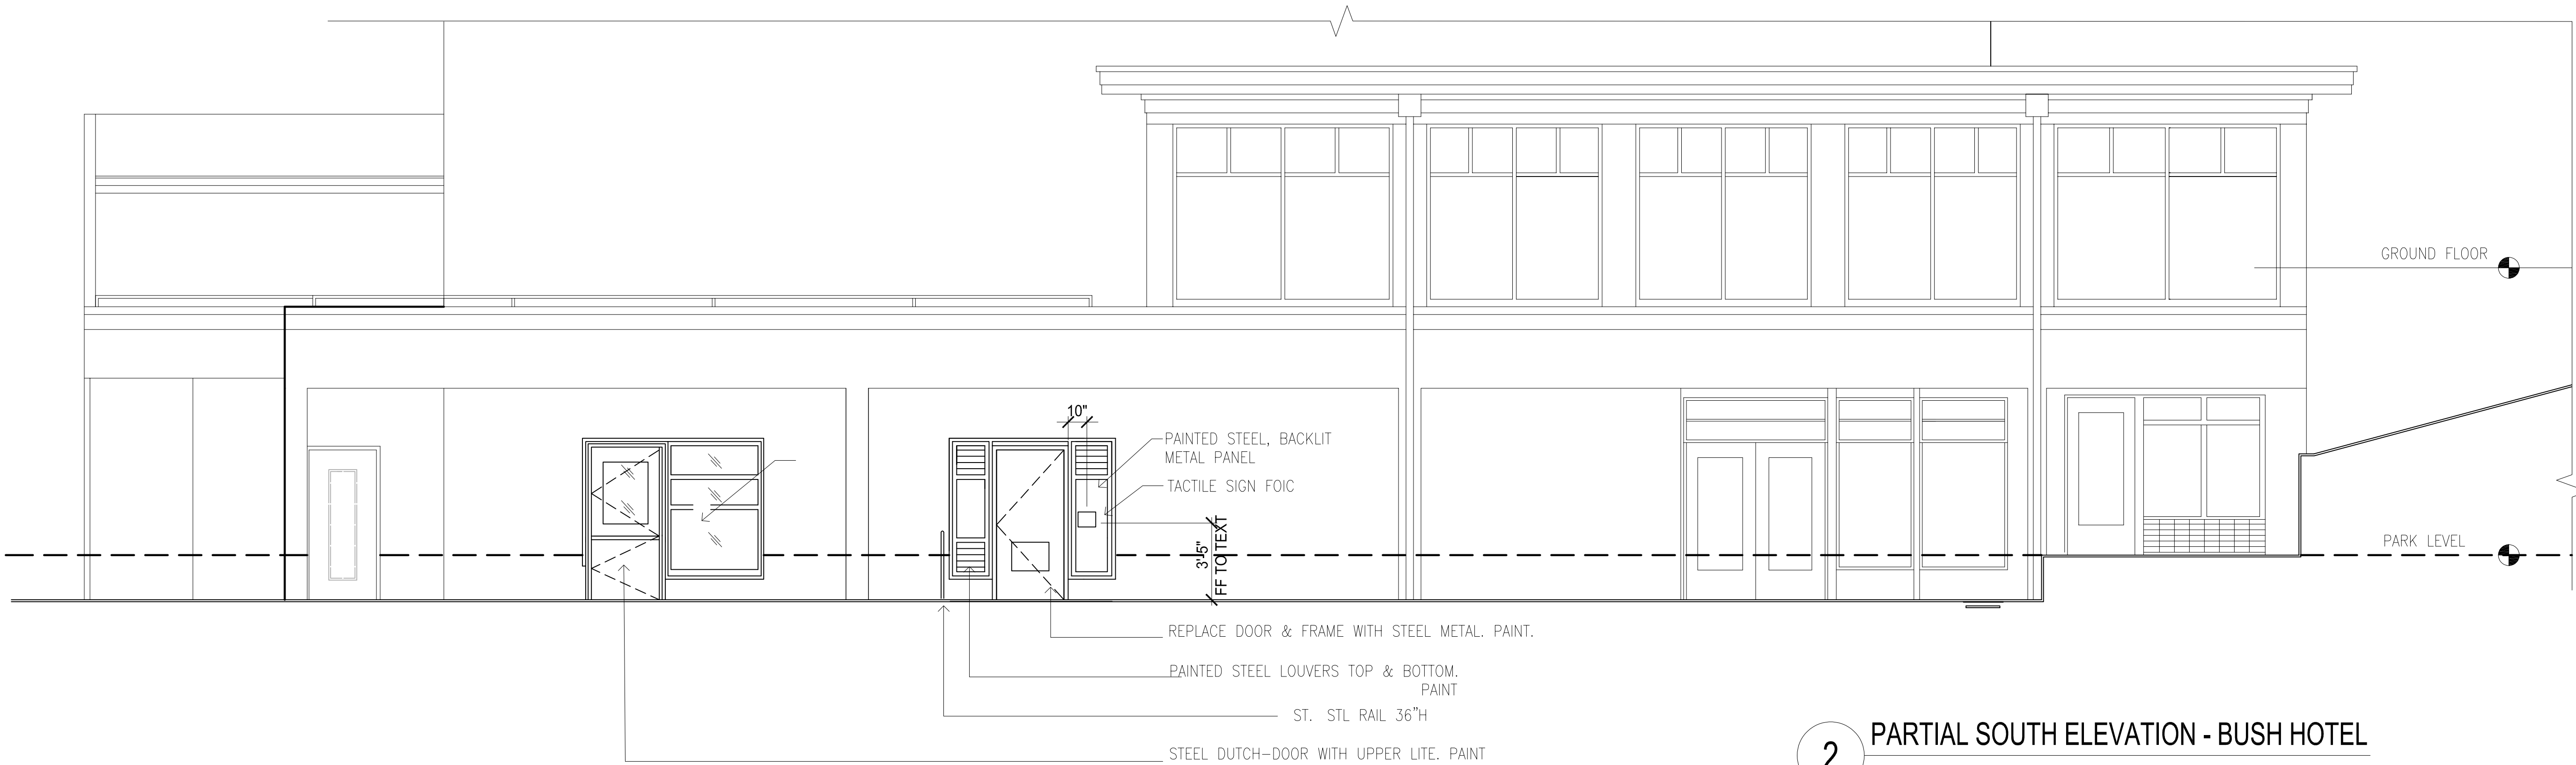 GROUND FLOOR
10"
PAINTED STEEL, BACKLIT
METAL PANEL
TACTILE SIGN FOIC
3'-5"
FF TO TEXT
PARK LEVEL
REPLACE DOOR & FRAME WITH STEEL METAL. PAINT.
PAINTED STEEL LOUVERS TOP & BOTTOM.
PAINT
ST. STL RAIL 36"H
STEEL DUTCH-DOOR WITH UPPER LITE. PAINT
2 PARTIAL SOUTH ELEVATION - BUSH HOTEL